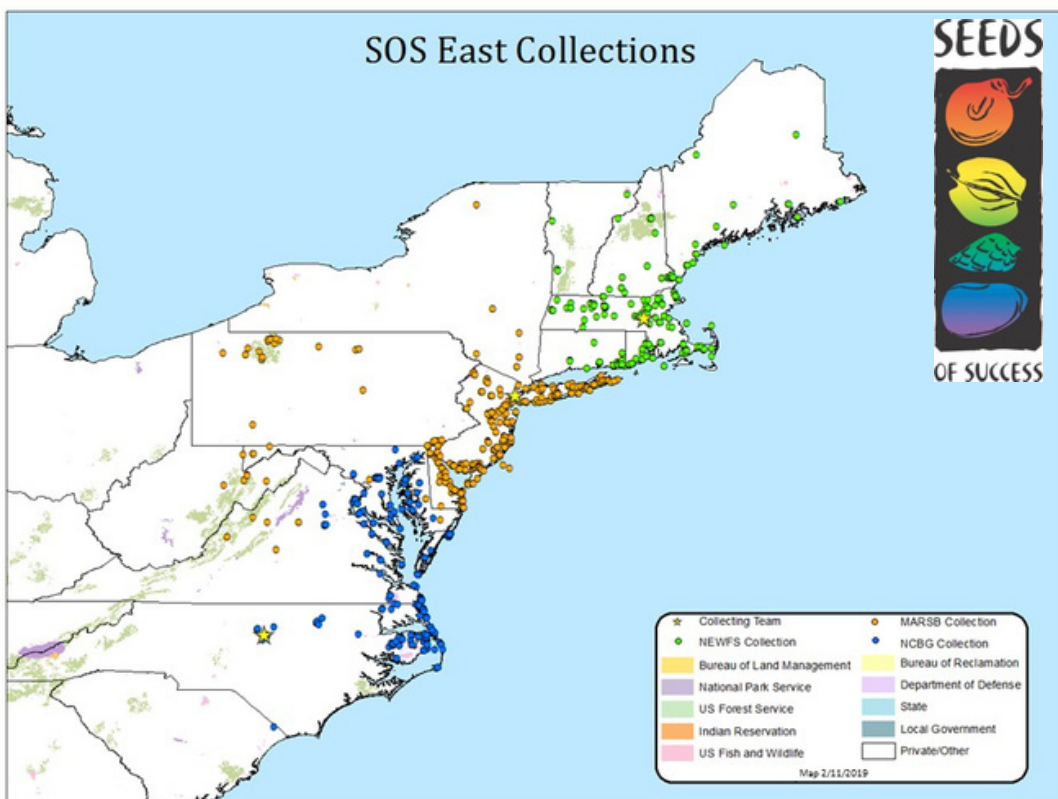 SOS East Collections
SEEDS
OF SUCCESS
Collecting Team
MARSB Collection
NEWFS Collection
NCBG Collection
Bureau of Land Management
Bureau of Reclamation
National Park Service
Department of Defense
US Forest Service
State
Indian Reservation
Local Government
US Fish and Wildlife
Private/Other
Map 2/11/2019